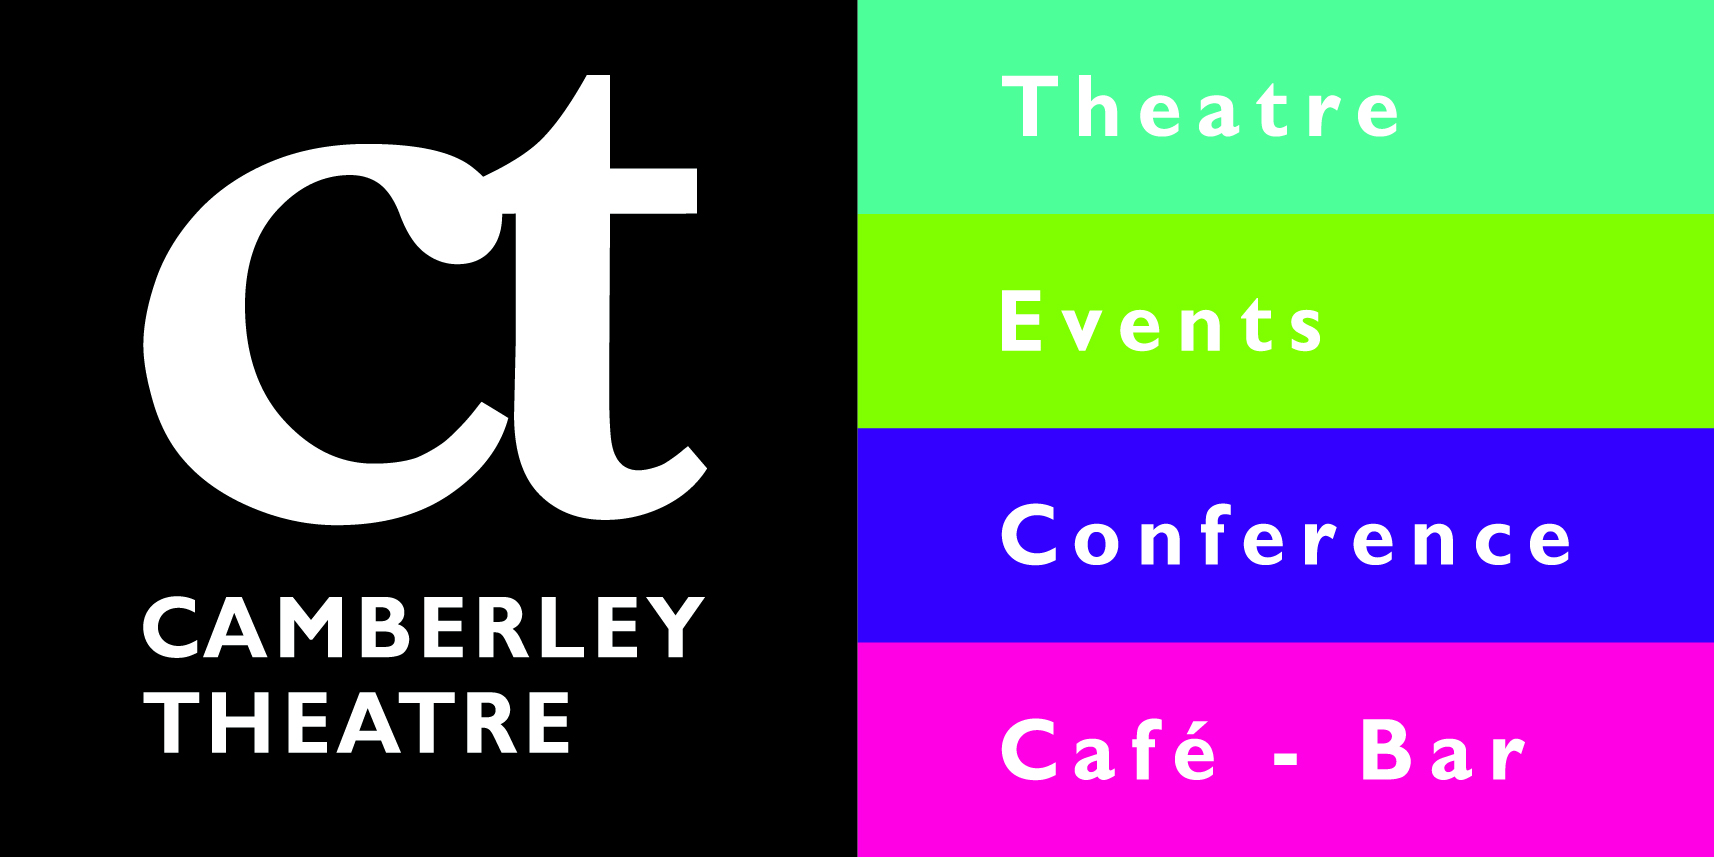 ct
CAMBERLEY
THEATRE
Theatre
Events
Conference
Café - Bar